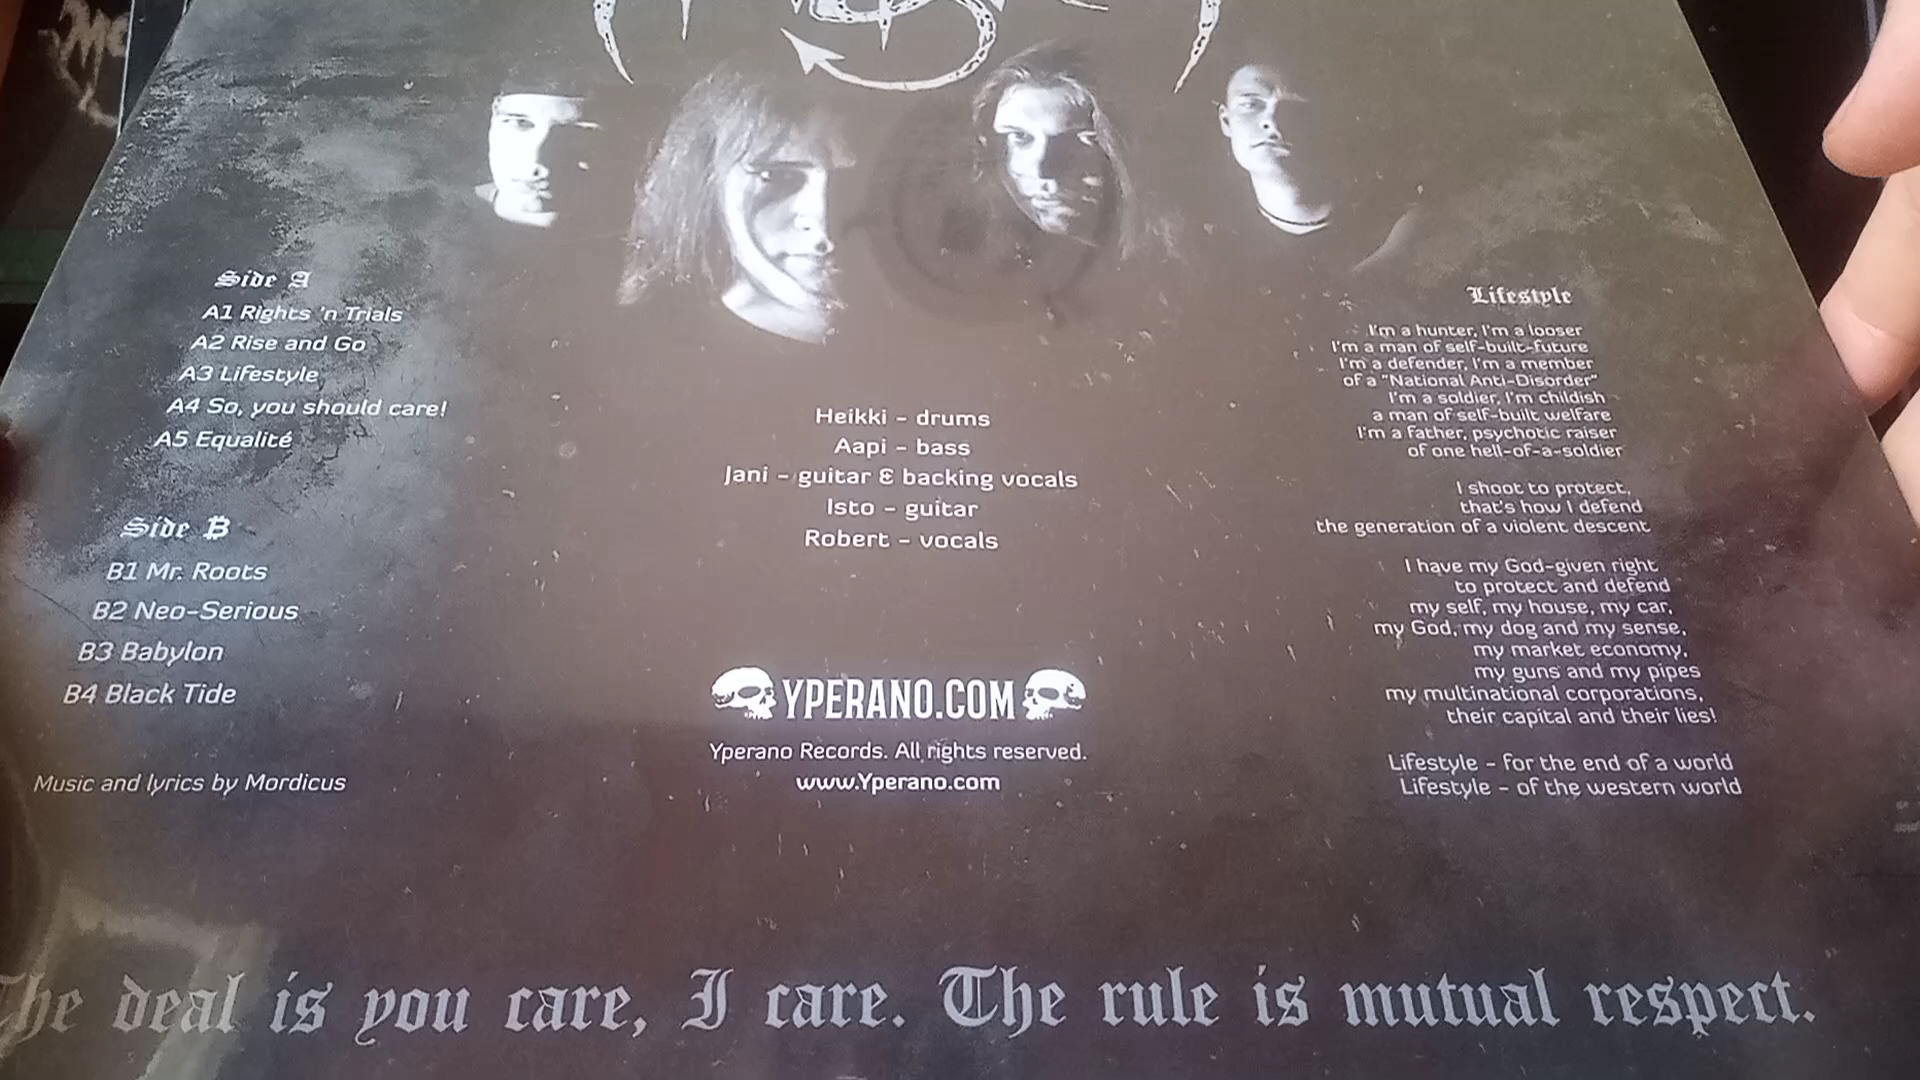 Side A
A1 Rights 'n Trials
A2 Rise and Go
A3 Lifestyle
A4 So, you should care!
A5 Equalité
Side B
B1 Mr. Roots
B2 Neo-Serious
B3 Babylon
B4 Black Tide
Music and lyrics by Mordicus
Heikki - drums
Aapi - bass
Jani - guitar & backing vocals
Isto - guitar
Robert - vocals
YPERANO.COM
Yperano Records. All rights reserved.
www.Yperano.com
Lifestyle
I'm a hunter, I'm a looser
I'm a man of self-built-future
I'm a defender, I'm a member
of a "National Anti-Disorder"
I'm a soldier, I'm childish
a man of self-built welfare
I'm a father, psychotic raiser
of one hell-of-a-soldier
I shoot to protect,
that's how I defend
the generation of a violent descent
I have my God-given right
to protect and defend
my self, my house, my car,
my God, my dog and my sense,
my market economy,
my guns and my pipes
my multinational corporations,
their capital and their lies!
Lifestyle - for the end of a world
Lifestyle - of the western world
The deal is you care, I care. The rule is mutual respect.